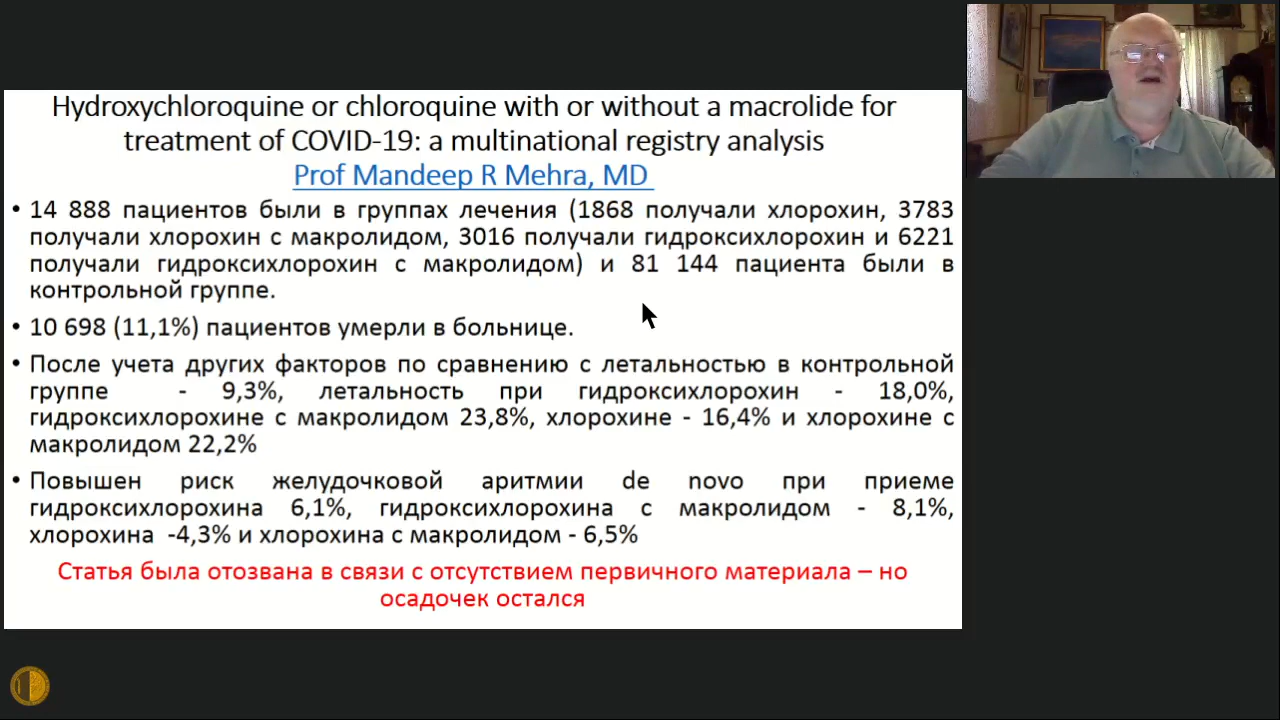 Hydroxychloroquine or chloroquine with or without a macrolide for
treatment of COVID-19: a multinational registry analysis
Prof Mandeep R Mehra, MD
• 14 888 пациентов были в группах лечения (1868 получали хлорохин, 3783
получали хлорохин с макролидом, 3016 получали гидроксихлорохин и 6221
получали гидроксихлорохин с макролидом) и 81 144 пациента были в
контрольной группе.
• 10 698 (11,1%) пациентов умерли в больнице.
• После учета других факторов по сравнению с летальностью в контрольной
группе - 9,3%, летальность при гидроксихлорохин - 18,0%,
гидроксихлорохине с макролидом 23,8%, хлорохине - 16,4% и хлорохине с
макролидом 22,2%
• Повышен риск желудочковой аритмии de novo при приеме
гидроксихлорохина 6,1%, гидроксихлорохина с макролидом - 8,1%,
хлорохина -4,3% и хлорохина с макролидом - 6,5%
Статья была отозвана в связи с отсутствием первичного материала – но
осадочек остался